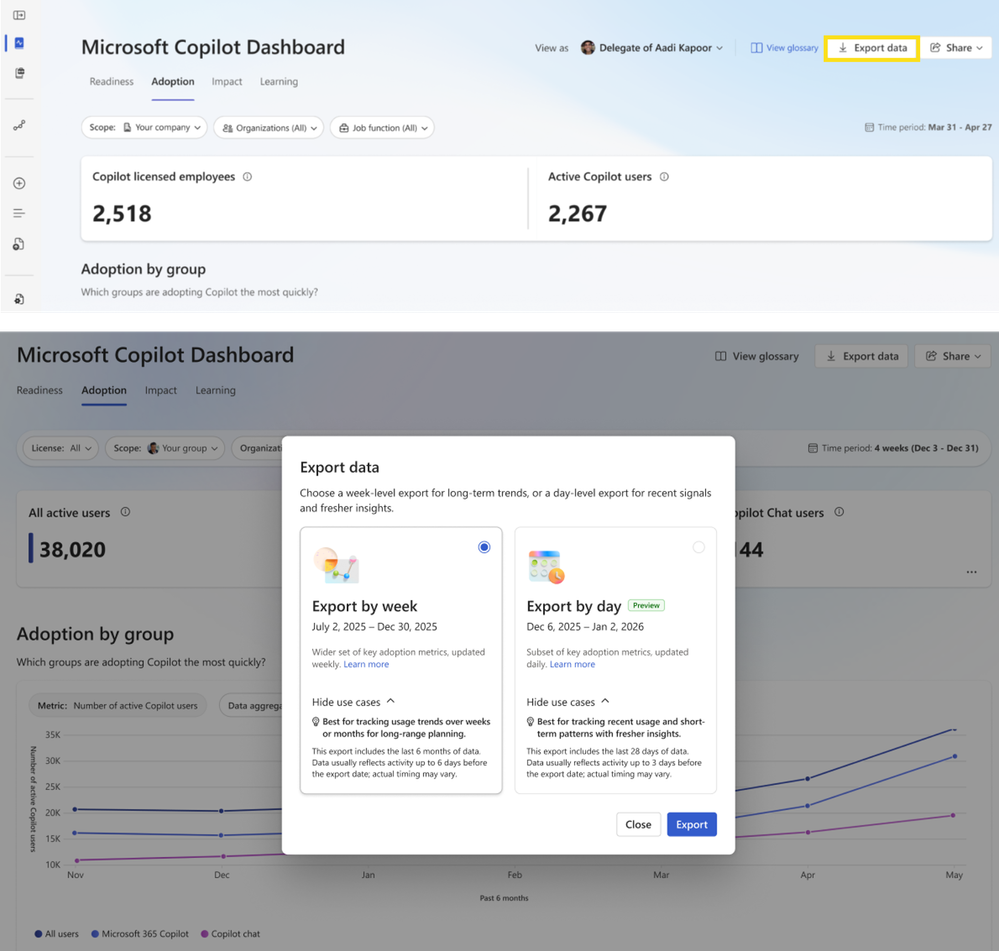 Microsoft Copilot Dashboard
View as Delegate of Aadi Kapoor
View glossary
Export data
Share
Readiness Adoption Impact Learning
Scope: Your company
Organizations (All)
Job function (All)
Time period: Mar 31 - Apr 27
Copilot licensed employees
2,518
Active Copilot users
2,267
Adoption by group
Which groups are adopting Copilot the most quickly?
Microsoft Copilot Dashboard
View glossary
Export data
Share
Readiness Adoption Impact Learning
License: All
Scope: Your group
Organizati
Time period: 4 weeks (Dec 3 - Dec 31)
All active users
38,020
opilot Chat users
44
Adoption by group
Which groups are adopting Copilot the most quickly?
Metric: Number of active Copilot users
Data aggrega
Number of active Copilot users
35K
30K
25K
20K
15K
10K
Nov Dec Jan Feb Mar Apr May
Past 6 months
All users Microsoft 365 Copilot Copilot chat
Export data
Choose a week-level export for long-term trends, or a day-level export for recent signals
and fresher insights.
Export by week
July 2, 2025 – Dec 30, 2025
Wider set of key adoption metrics, updated
weekly. Learn more
Hide use cases
Best for tracking usage trends over weeks
or months for long-range planning.
This export includes the last 6 months of data.
Data usually reflects activity up to 6 days before
the export date; actual timing may vary.
Export by day Preview
Dec 6, 2025 – Jan 2, 2026
Subset of key adoption metrics, updated
daily. Learn more
Hide use cases
Best for tracking recent usage and short-
term patterns with fresher insights.
This export includes the last 28 days of data.
Data usually reflects activity up to 3 days before
the export date; actual timing may vary.
Close
Export